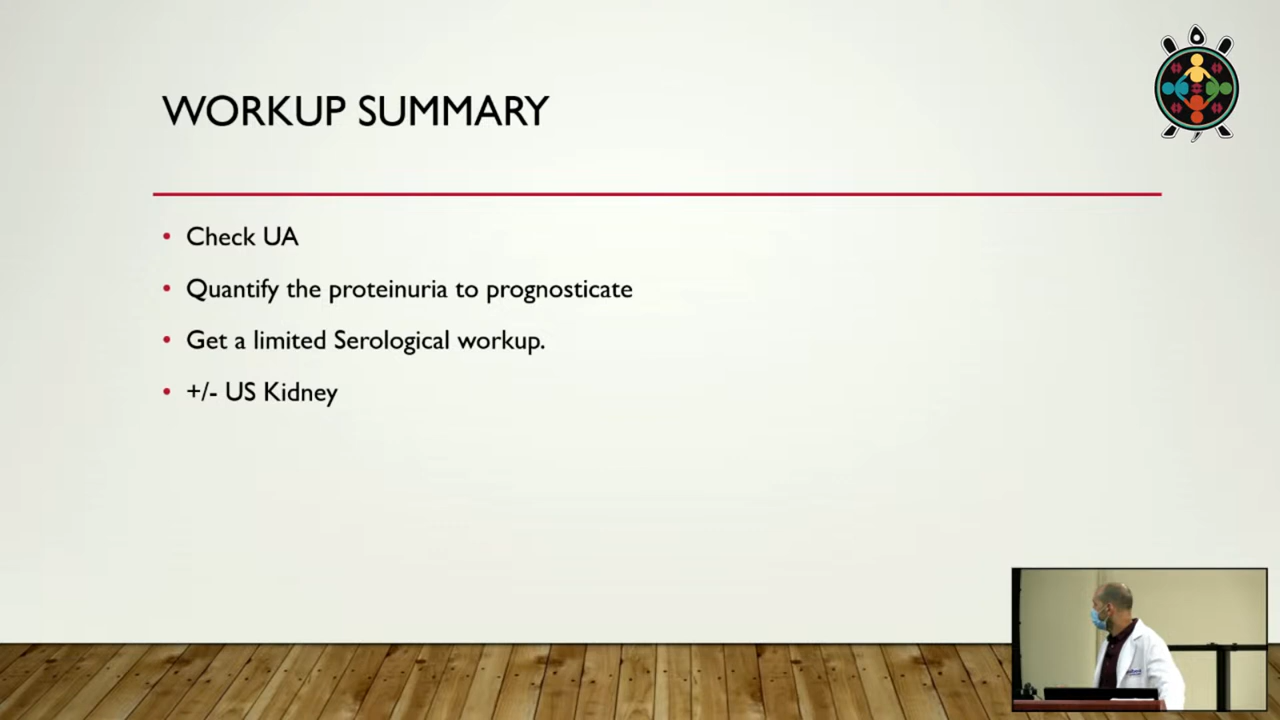 WORKUP SUMMARY
• Check UA
• Quantify the proteinuria to prognosticate
• Get a limited Serological workup.
• +/- US Kidney